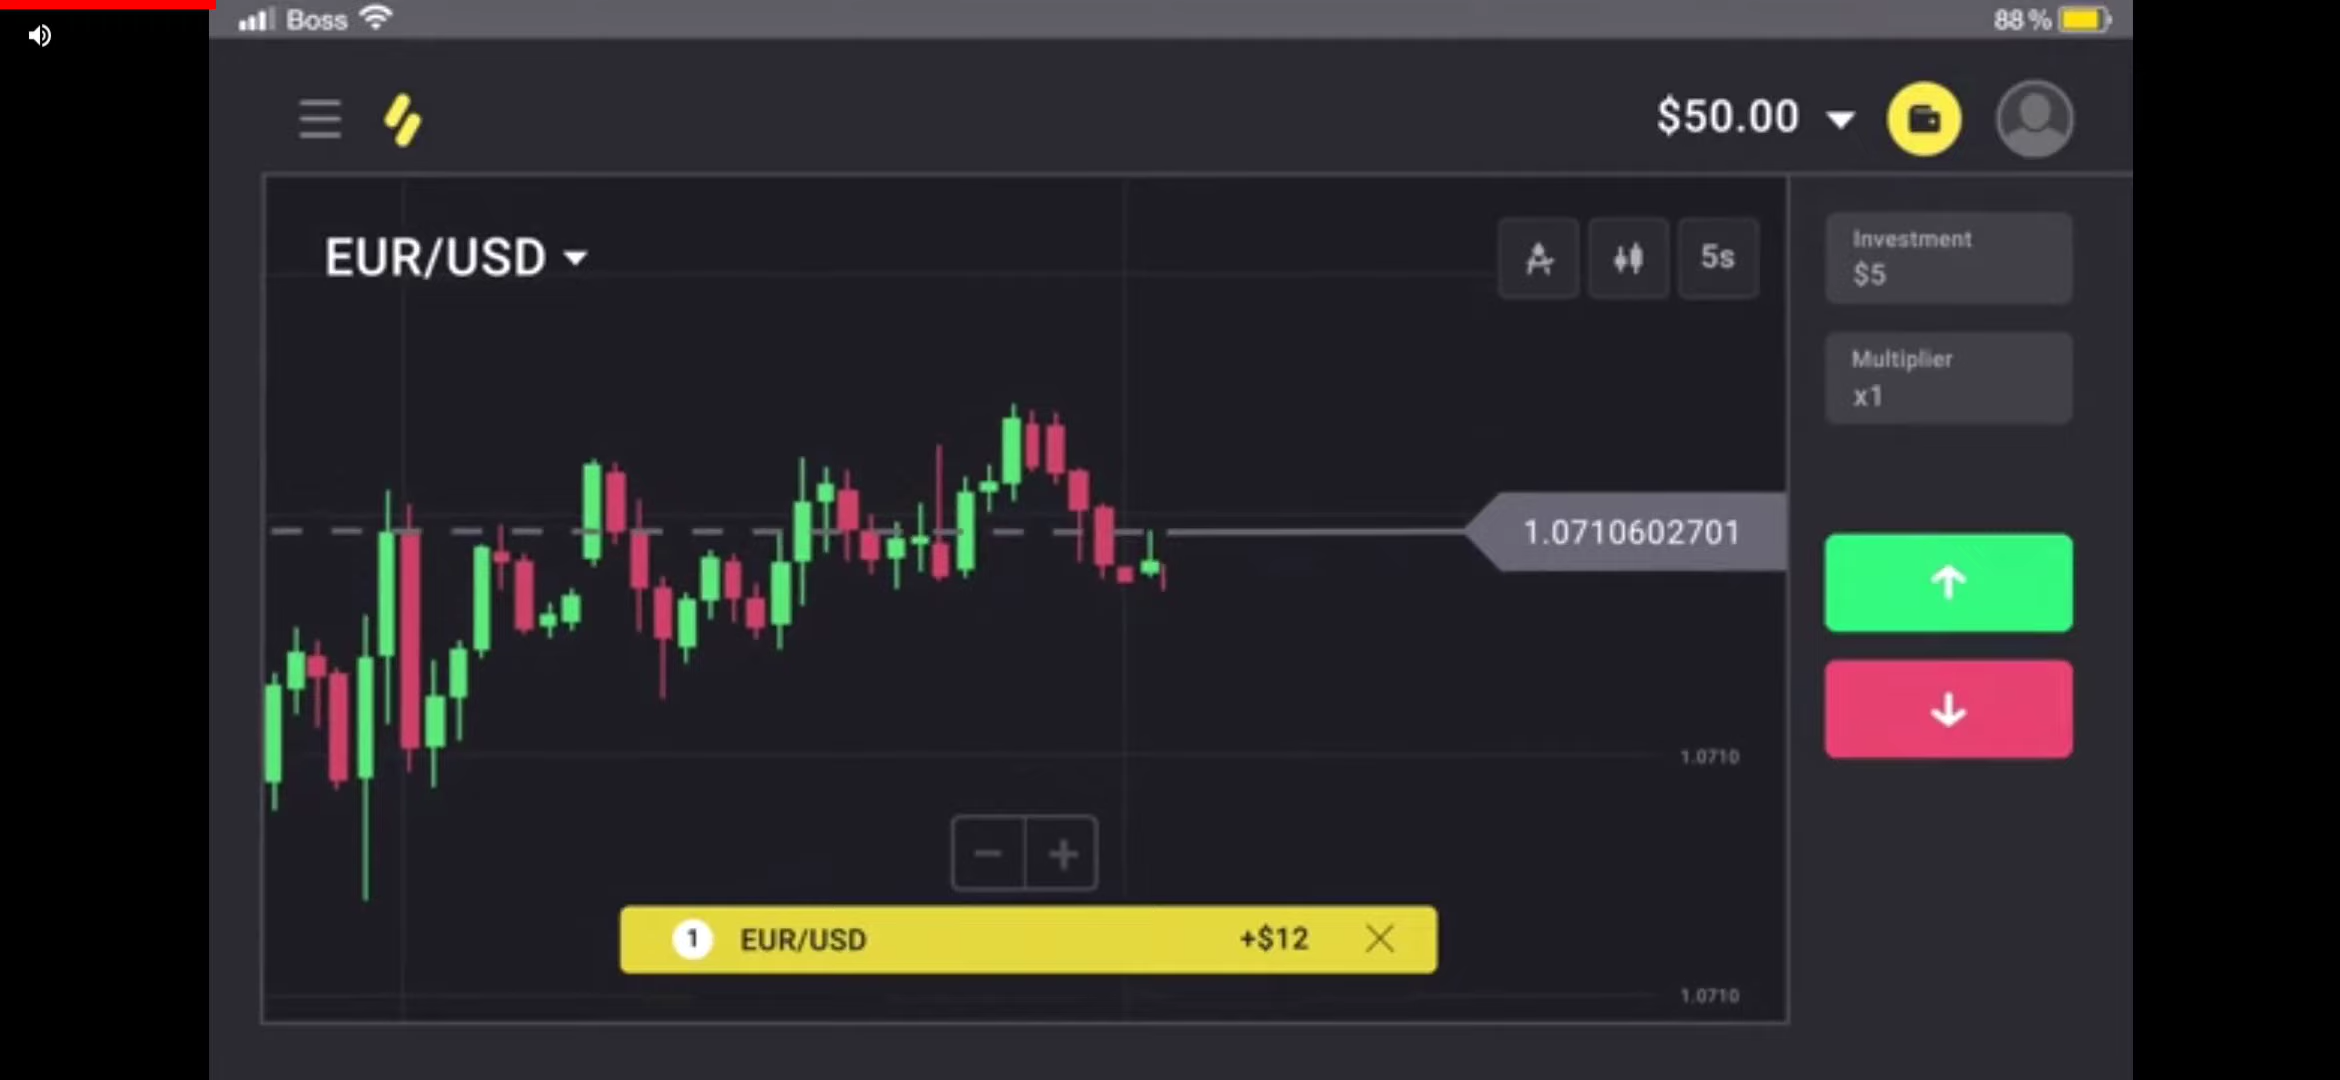 Boss
88%
$50.00
EUR/USD
5s
Investment
$5
Multiplier
x1
1.0710602701
1.0710
1 EUR/USD +$12
1.0710